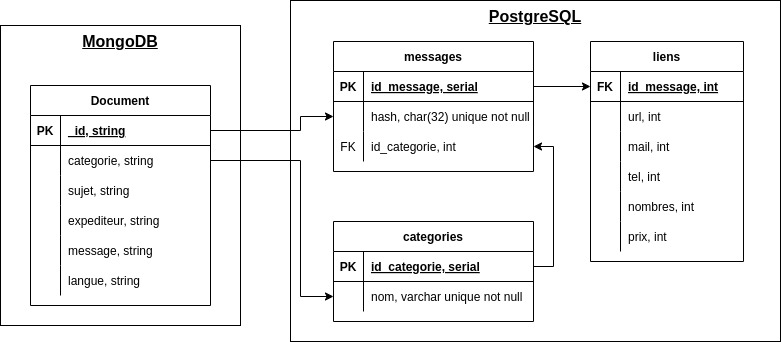 MongoDB
Document
PK _id, string
categorie, string
sujet, string
expediteur, string
message, string
langue, string
PostgreSQL
messages
PK id_message, serial
hash, char(32) unique not null
FK id_categorie, int
categories
PK id_categorie, serial
nom, varchar unique not null
liens
FK id_message, int
url, int
mail, int
tel, int
nombres, int
prix, int